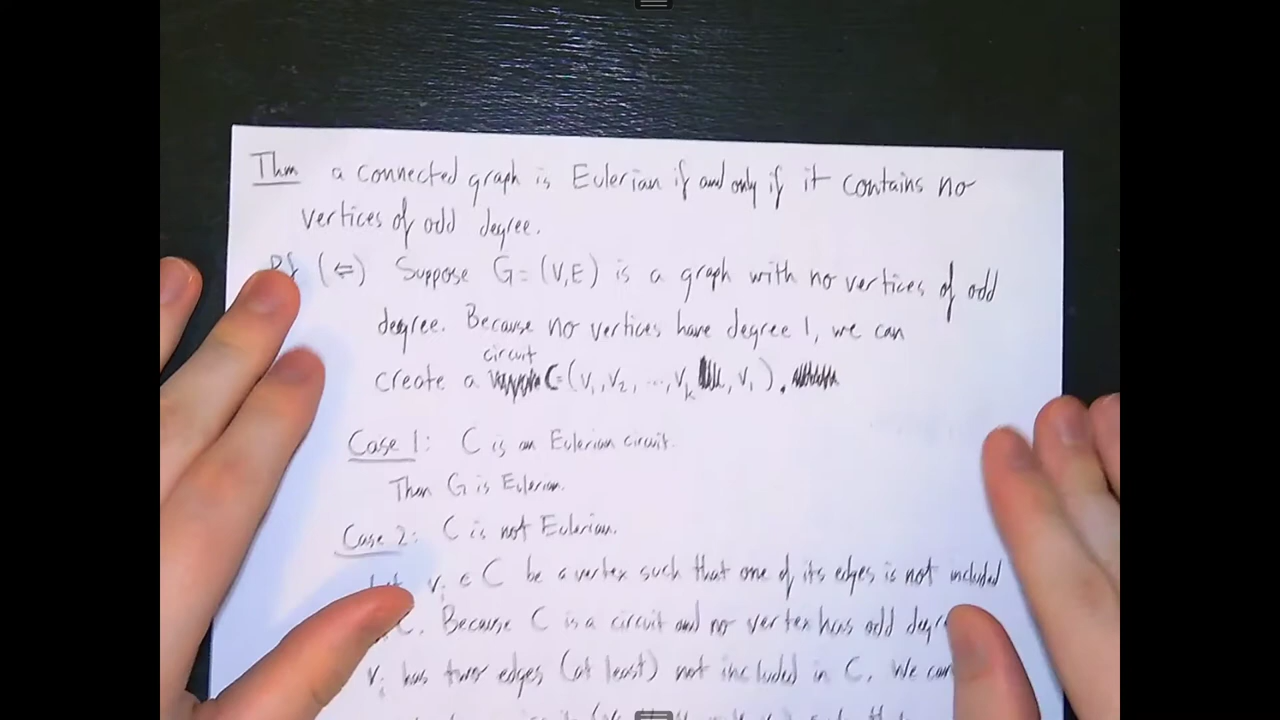 Thm a connected graph is Eulerian if and only if it contains no
vertices of odd degree.
Pf (⇐) Suppose G=(V,E) is a graph with no vertices of odd
degree. Because no vertices have degree 1, we can
circuit
create a C=(v₁,v₂, ..., vₖ, v₁).
Case 1: C is an Eulerian circuit.
Then G is Eulerian.
Case 2: C is not Eulerian.
Let vᵢ ∈ C be a vertex such that one of its edges is not included
C. Because C is a circuit and no vertex has odd degr
vᵢ has two edges (at least) not included in C. We can